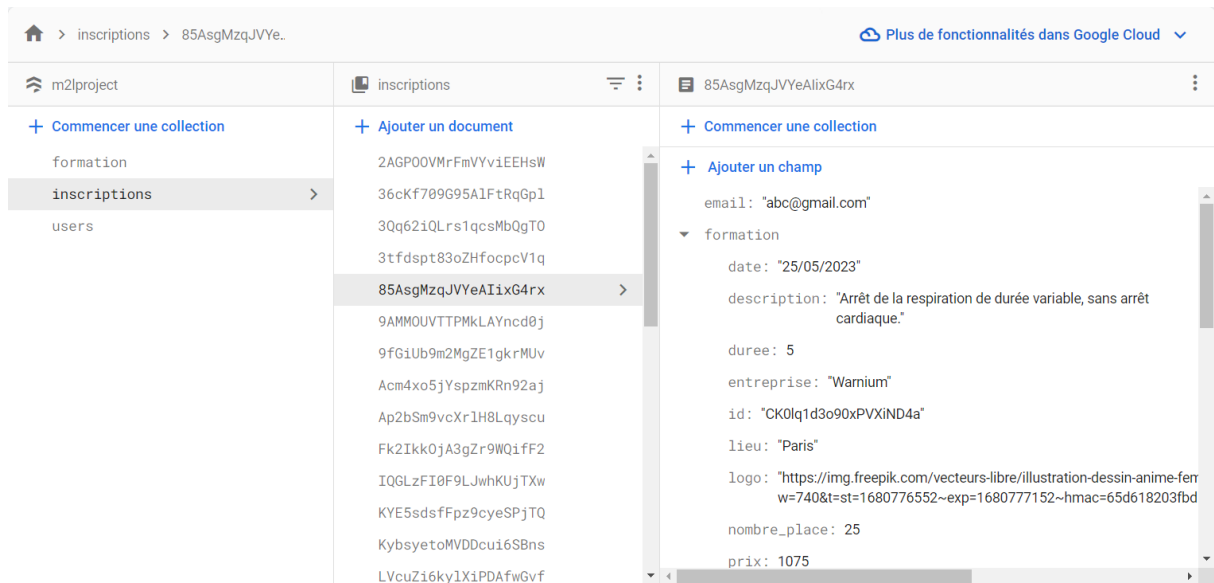 inscriptions > 85AsgMzqJVYe..
Plus de fonctionnalités dans Google Cloud
m2lproject
inscriptions
85AsgMzqJVYeAIixG4rx
+ Commencer une collection
+ Ajouter un document
+ Commencer une collection
formation
inscriptions
users
2AGPOOVMrFmVYviEEHsW
36cKf709G95AlFtRqGpl
3Qq62iQLrs1qcsMbQgTO
3tfdspt83oZHfocpcV1q
85AsgMzqJVYeAIixG4rx
9AMMOUVTTPMkLAYncd0j
9fGiUb9m2MgZE1gkrMUv
Acm4xo5jYspzmKRn92aj
Ap2bSm9vcXrlH8Lqyscu
Fk2IkkOjA3gZr9WQifF2
IQGLzFI0F9LJwhKUjTXw
KYE5sdsfFpz9cyeSPjTQ
KybsyetoMVDDcui6SBns
LVcuZi6kylXiPDAfwGvf
+ Ajouter un champ
email: "abc@gmail.com"
formation
date: "25/05/2023"
description: "Arrêt de la respiration de durée variable, sans arrêt
cardiaque."
duree: 5
entreprise: "Warnium"
id: "CK0lq1d3o90xPVXiND4a"
lieu: "Paris"
logo: "https://img.freepik.com/vecteurs-libre/illustration-dessin-anime-fem
w=740&t=st=1680776552~exp=1680777152~hmac=65d618203fbd
nombre_place: 25
prix: 1075